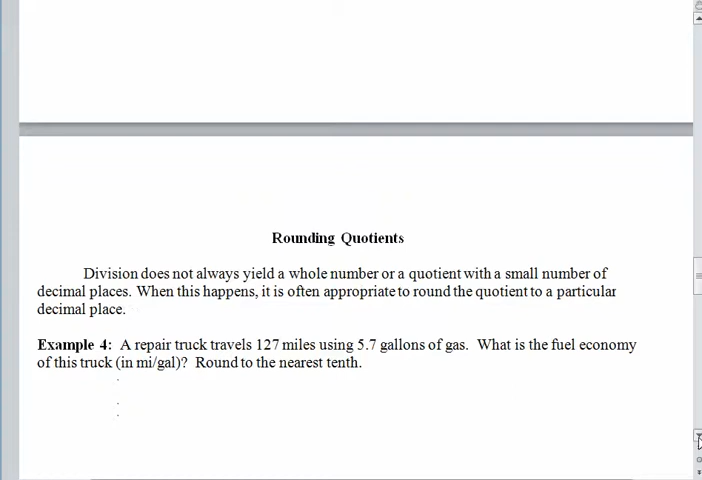 Rounding Quotients
Division does not always yield a whole number or a quotient with a small number of
decimal places. When this happens, it is often appropriate to round the quotient to a particular
decimal place.
Example 4: A repair truck travels 127 miles using 5.7 gallons of gas. What is the fuel economy
of this truck (in mi/gal)? Round to the nearest tenth.